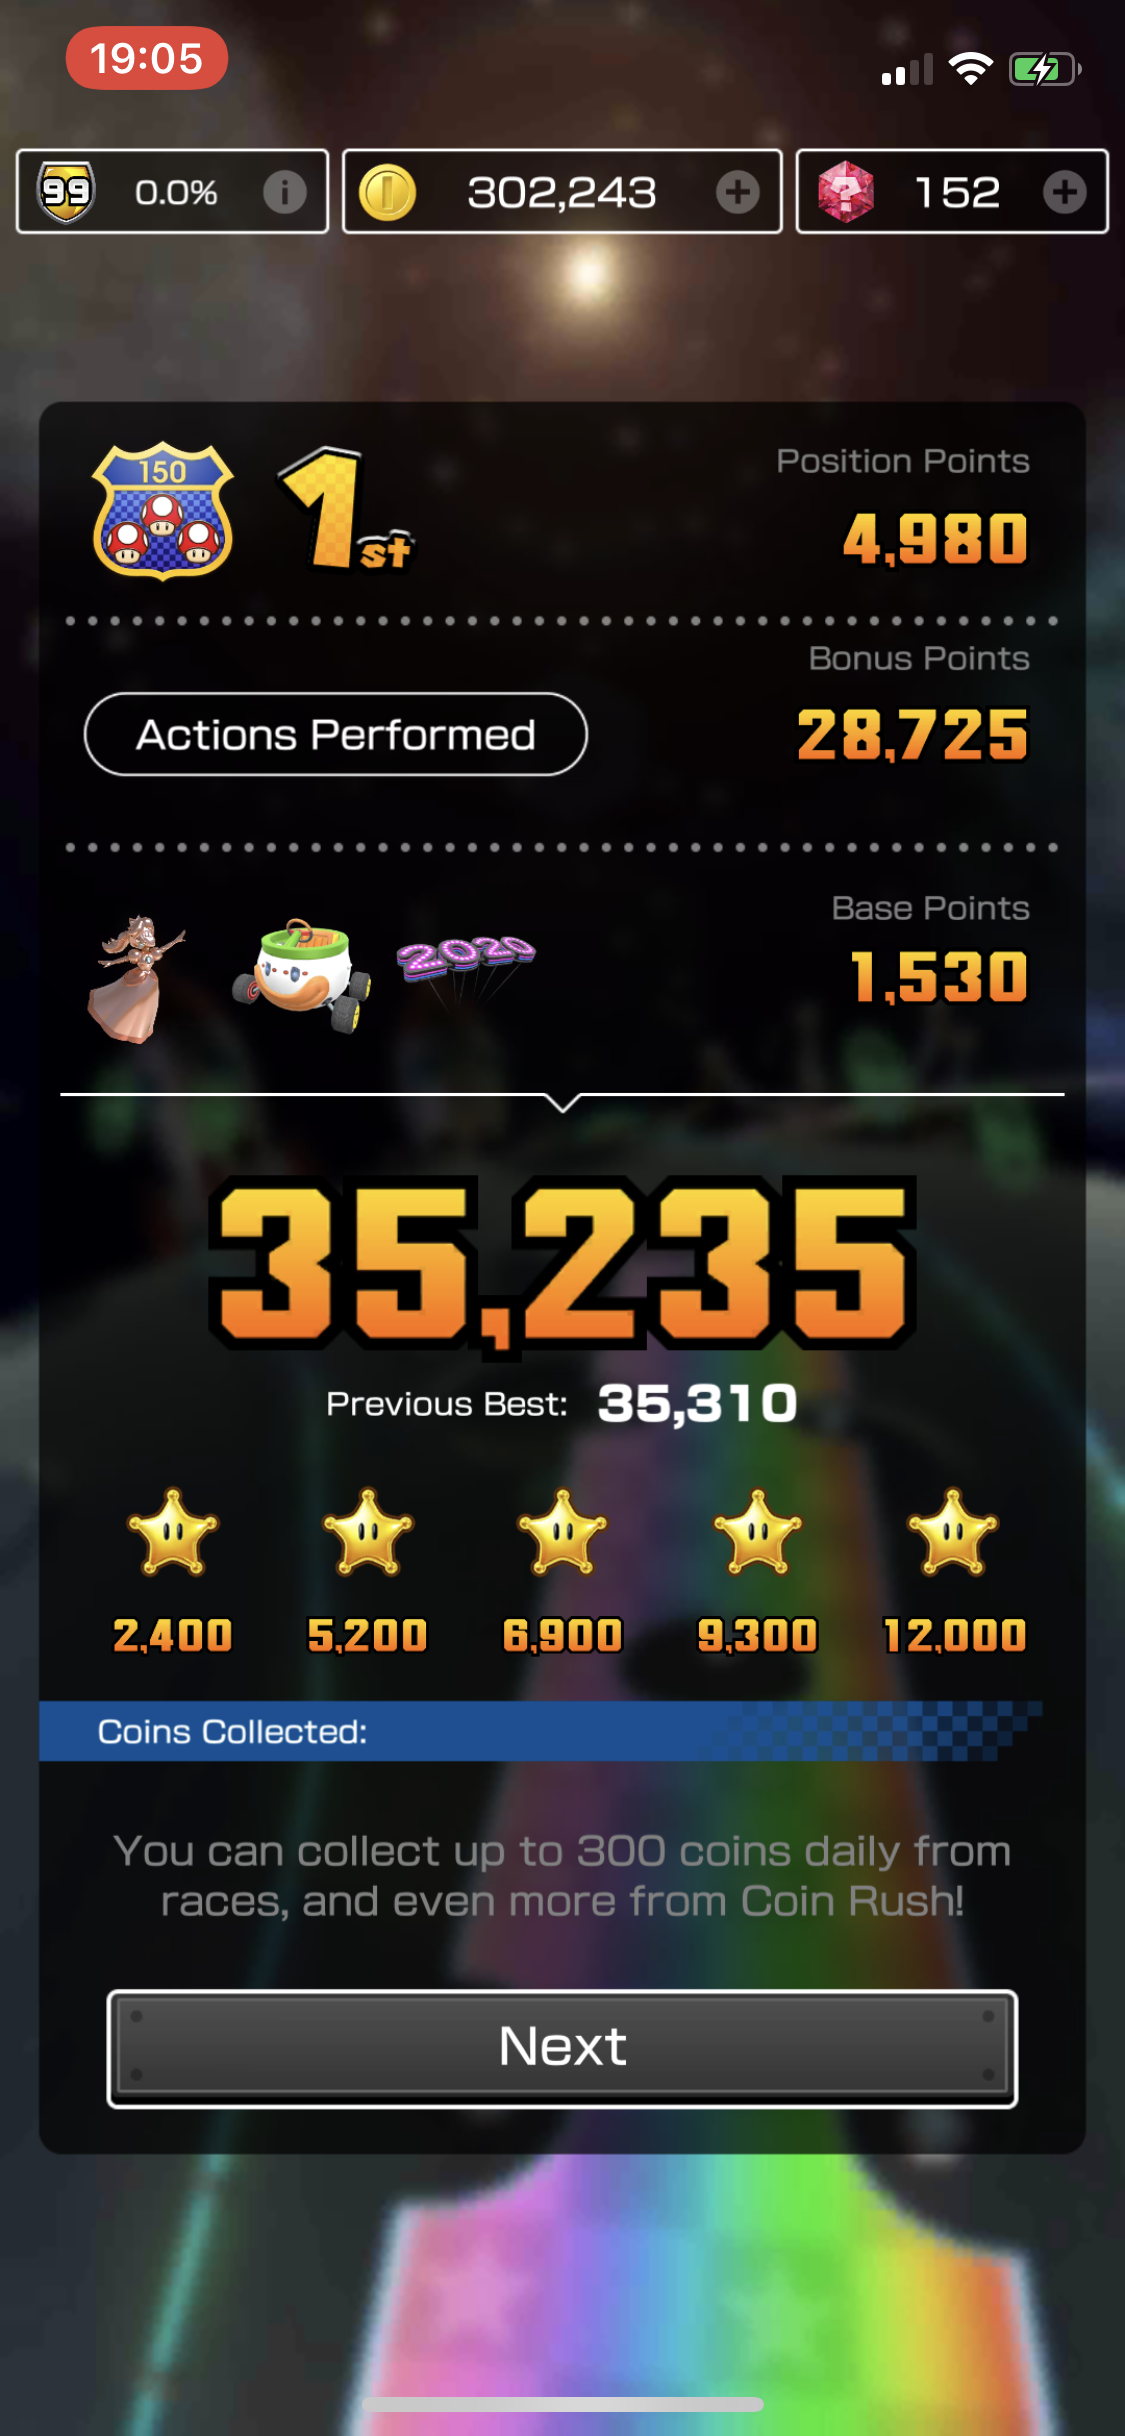 19:05
99 0.0% i 302,243 + ? 152 +
150 1st Position Points
4,980
Bonus Points
Actions Performed 28,725
Base Points
2020 1,530
35,235
Previous Best: 35,310
2,400 5,200 6,900 9,300 12,000
Coins Collected:
You can collect up to 300 coins daily from
races, and even more from Coin Rush!
Next